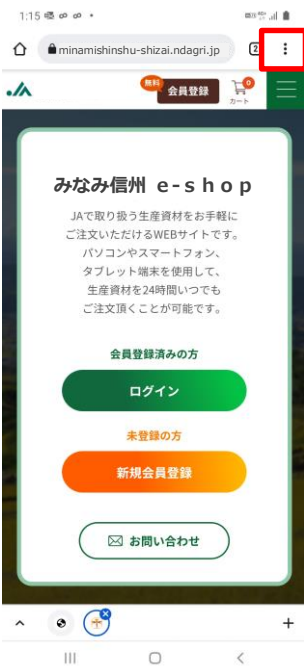 1:15
minamishinshu-shizai.ndagri.jp
2
無料
会員登録
0
カート
JA
みなみ信州 e-shop
JAで取り扱う生産資材をお手軽に
ご注文いただけるWEBサイトです。
パソコンやスマートフォン、
タブレット端末を使用して、
生産資材を24時間いつでも
ご注文頂くことが可能です。
会員登録済みの方
ログイン
未登録の方
新規会員登録
お問い合わせ